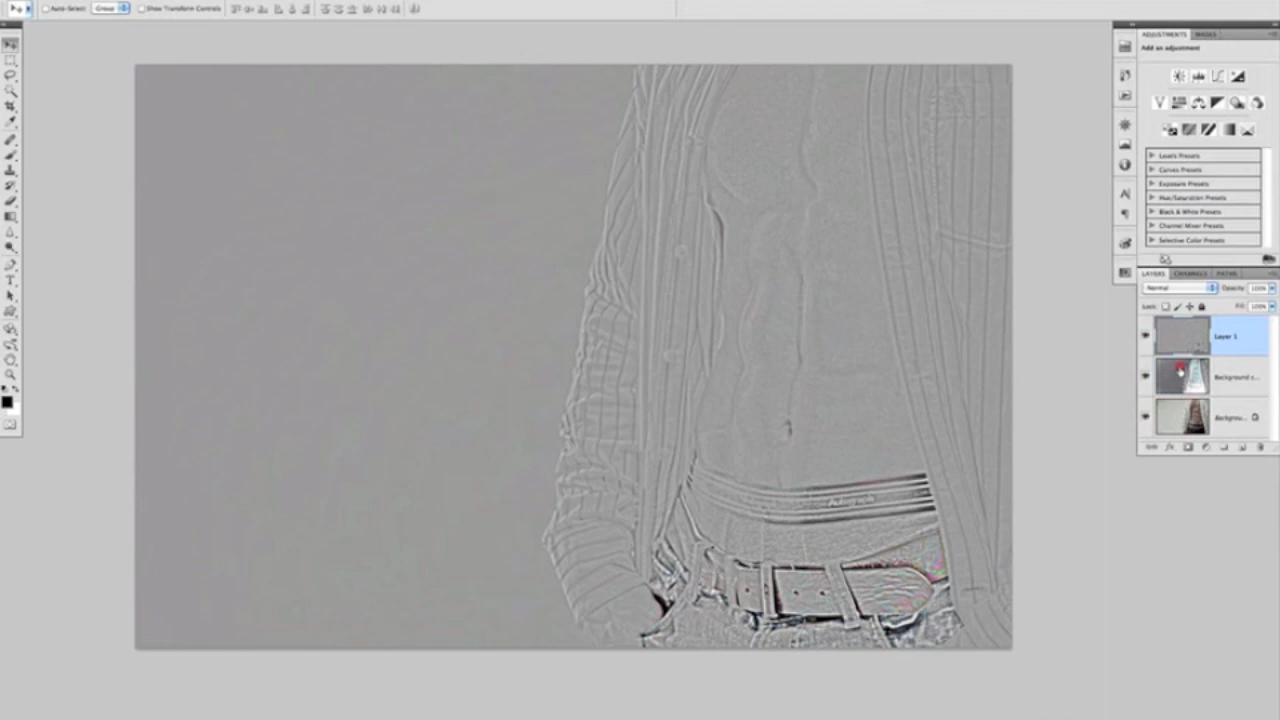 Auto-Select: Group Show Transform Controls
ADJUSTMENTS MASKS
Add an adjustment
Levels Presets
Curves Presets
Exposure Presets
Hue/Saturation Presets
Black & White Presets
Channel Mixer Presets
Selective Color Presets
LAYERS CHANNELS PATHS
Normal Opacity: 100%
Lock: Fill: 100%
Layer 1
Background c...
Backgrou...